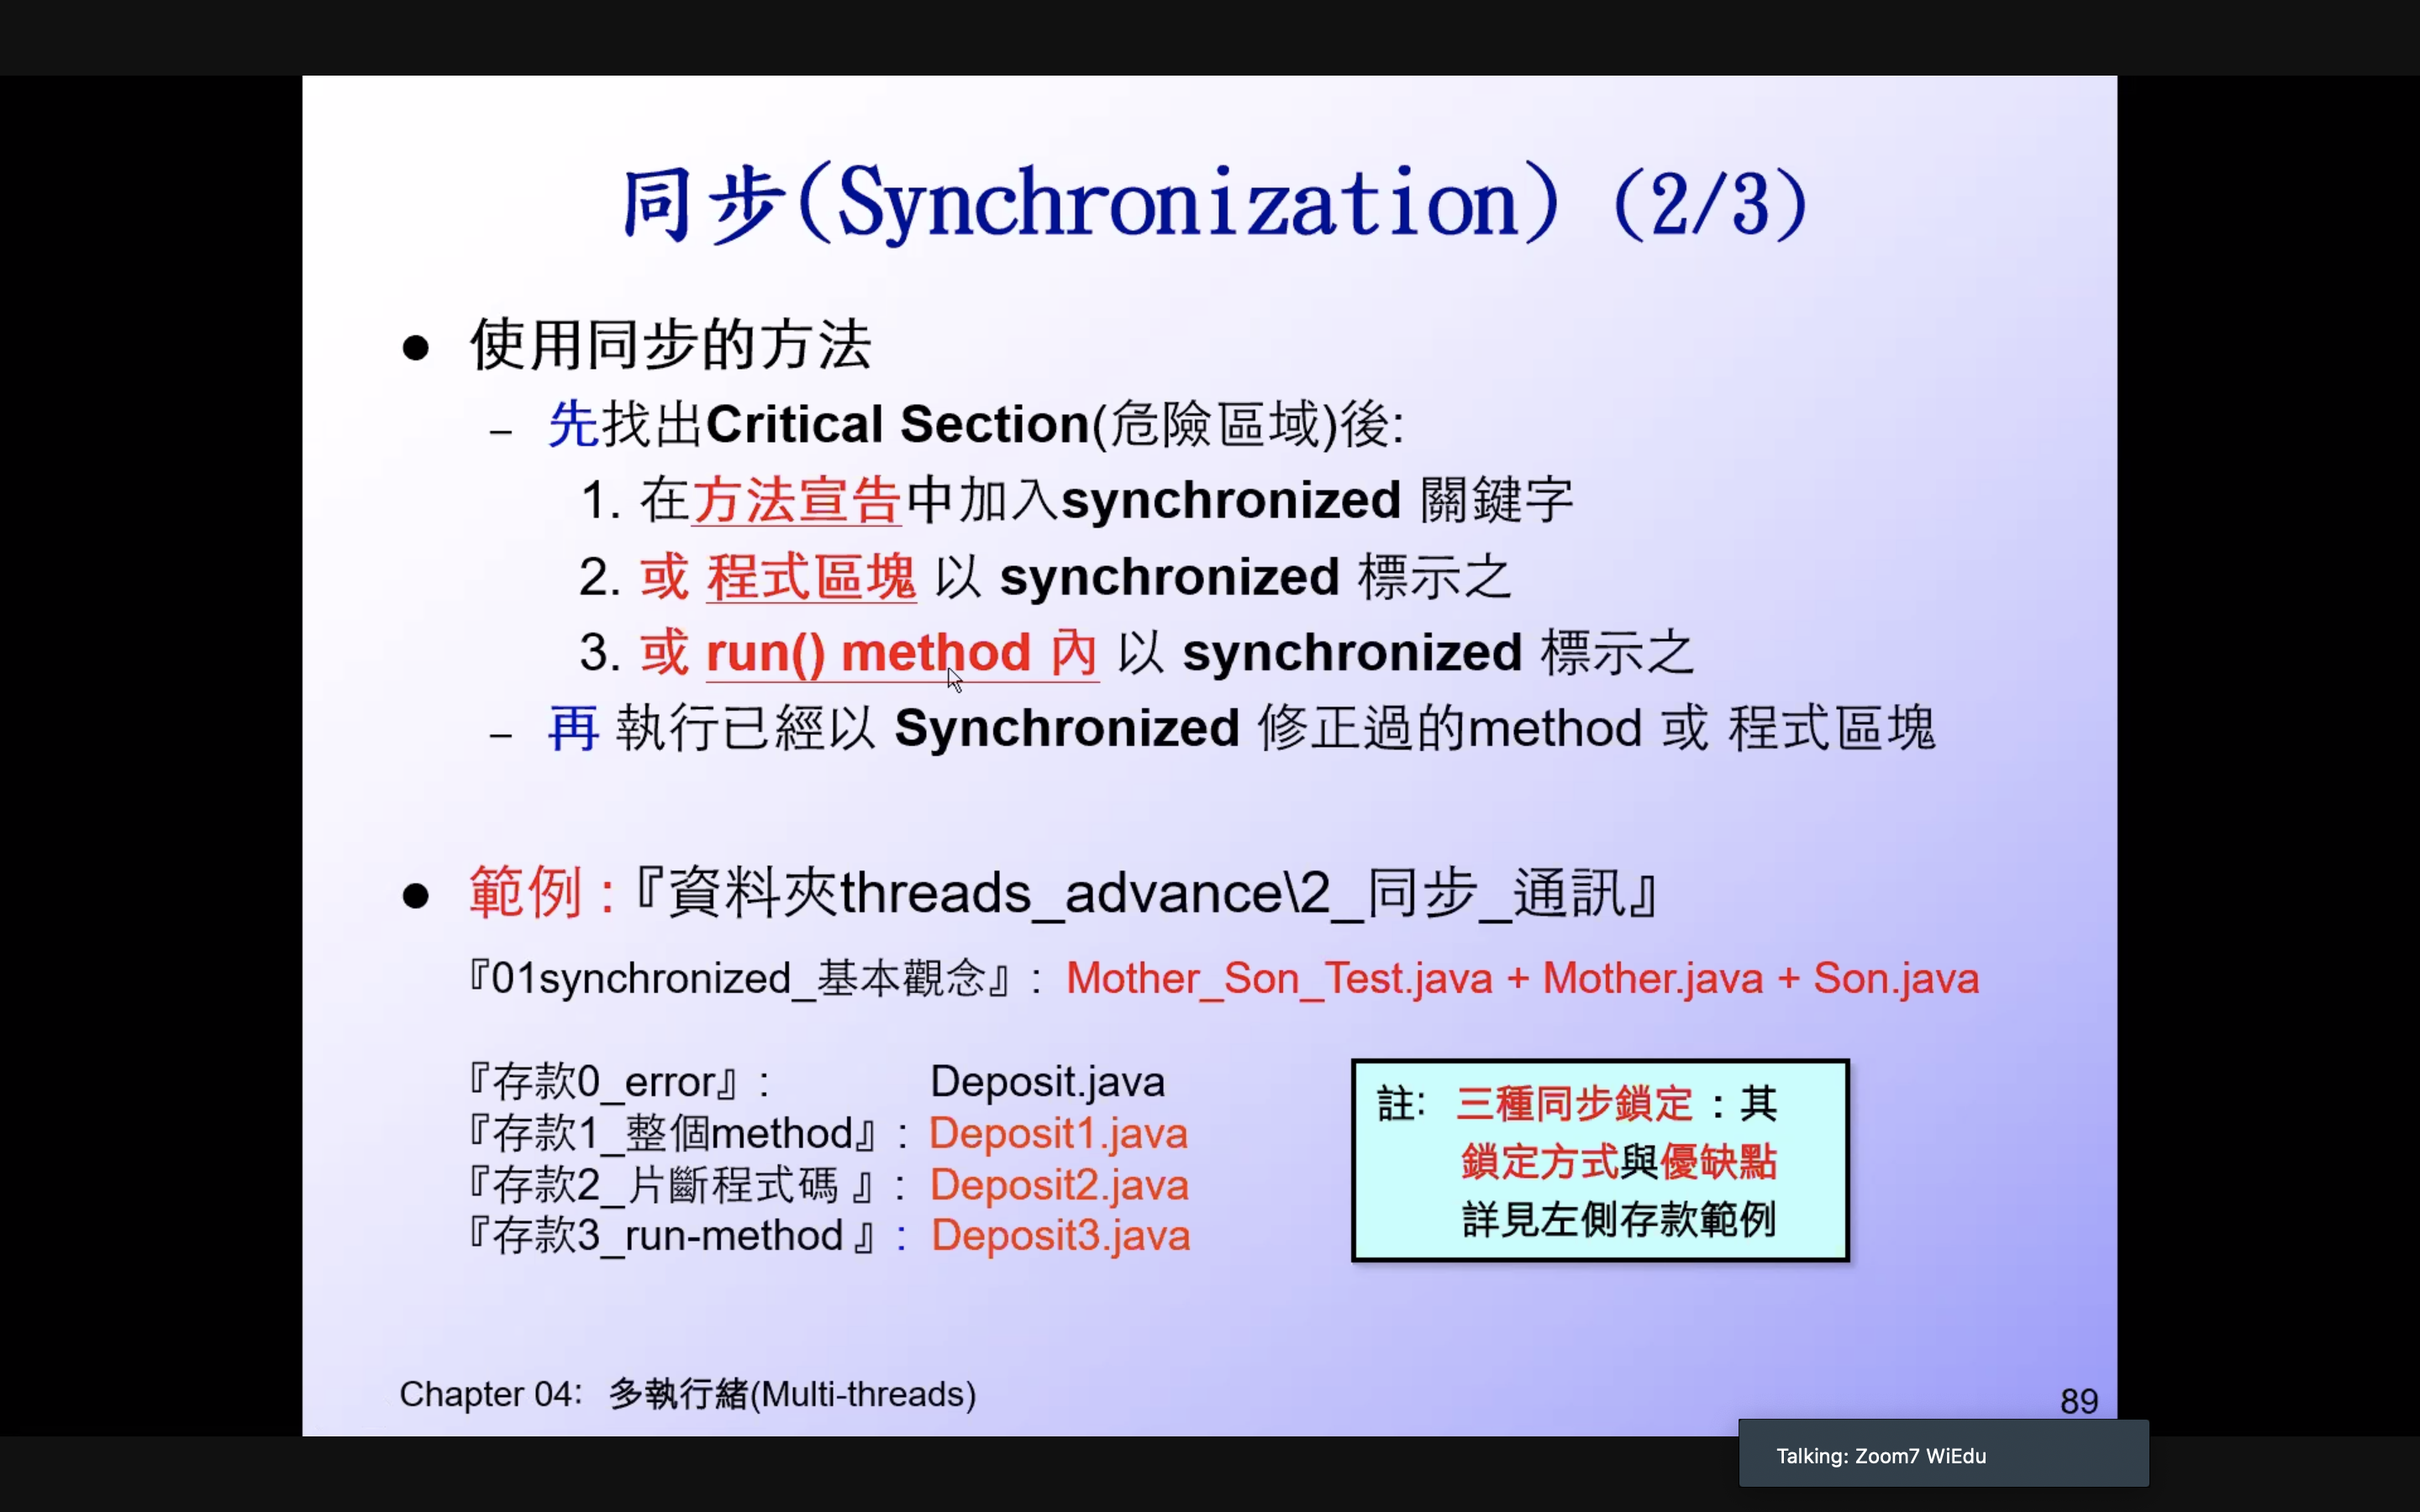 同步(Synchronization) (2/3)
● 使用同步的方法
– 先找出Critical Section(危險區域)後:
1. 在方法宣告中加入synchronized 關鍵字
2. 或 程式區塊 以 synchronized 標示之
3. 或 run() method 內 以 synchronized 標示之
– 再 執行已經以 Synchronized 修正過的method 或 程式區塊
● 範例 :『資料夾threads_advance\2_同步_通訊』
『01synchronized_基本觀念』: Mother_Son_Test.java + Mother.java + Son.java
『存款0_error』: Deposit.java
『存款1_整個method』: Deposit1.java
『存款2_片斷程式碼 』: Deposit2.java
『存款3_run-method 』: Deposit3.java
註: 三種同步鎖定：其
鎖定方式與優缺點
詳見左側存款範例
Chapter 04: 多執行緒(Multi-threads)
89
Talking: Zoom7 WiEdu